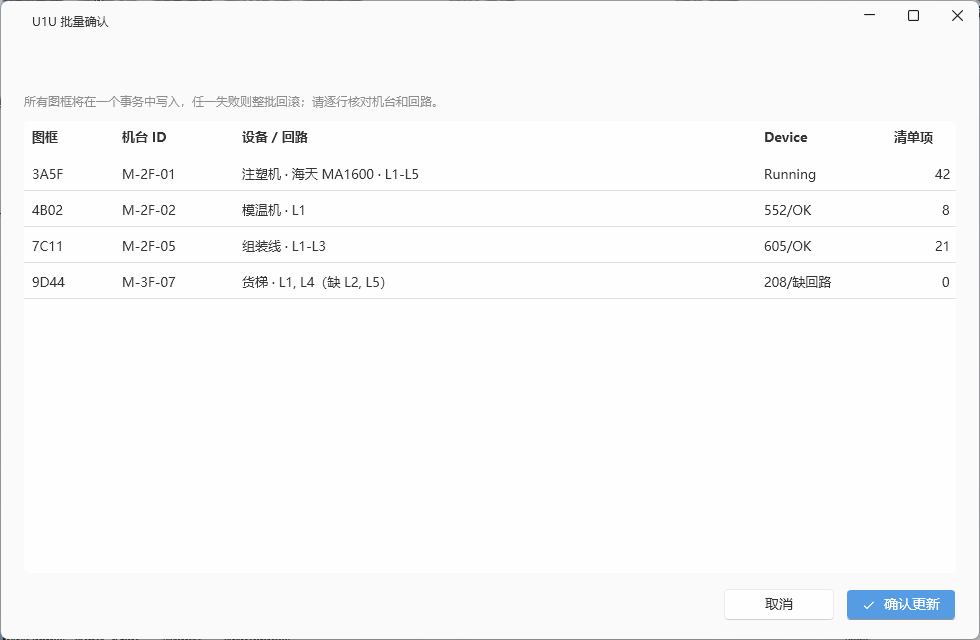 U1U 批量确认
所有图框将在一个事务中写入，任一失败则整批回滚；请逐行核对机台和回路。
图框 机台 ID 设备 / 回路 Device 清单项
3A5F M-2F-01 注塑机 · 海天 MA1600 · L1-L5 Running 42
4B02 M-2F-02 模温机 · L1 552/OK 8
7C11 M-2F-05 组装线 · L1-L3 605/OK 21
9D44 M-3F-07 货梯 · L1, L4（缺 L2, L5） 208/缺回路 0
取消 确认更新